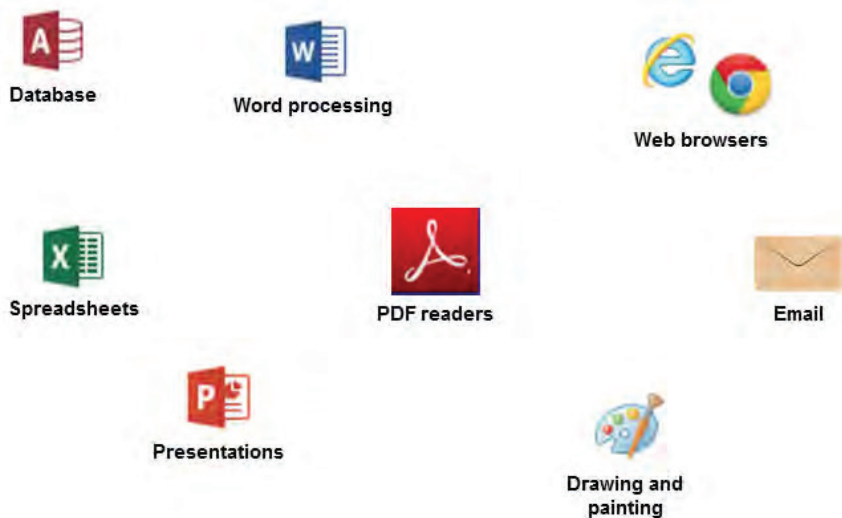 A
Database
W
Word processing
Web browsers
X
Spreadsheets
PDF readers
Email
P
Presentations
Drawing and
painting